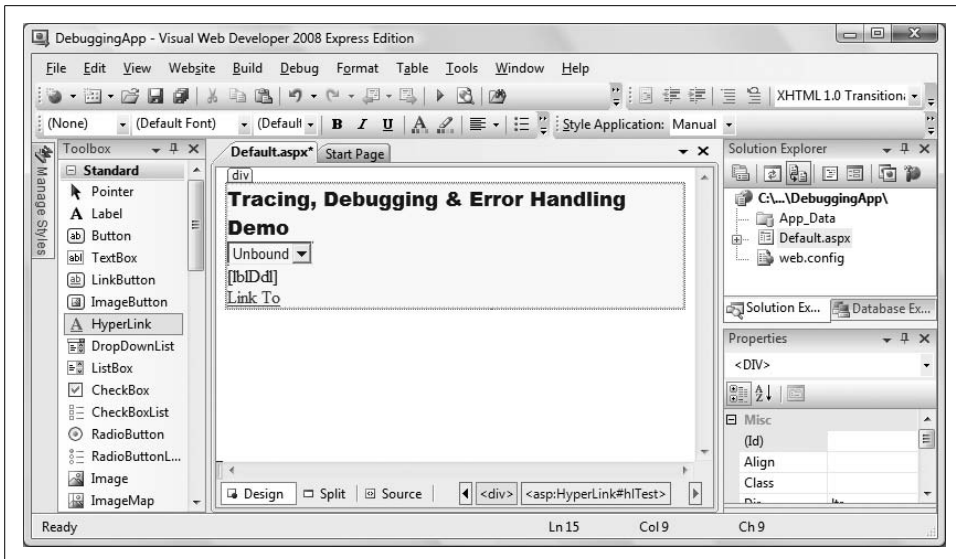 DebuggingApp - Visual Web Developer 2008 Express Edition
File Edit View Website Build Debug Format Table Tools Window Help
XHTML 1.0 Transition:
(None) (Default Font) (Default B I U A Style Application: Manual
Manage Styles
Toolbox
Standard
Pointer
A Label
ab Button
abl TextBox
ab LinkButton
ImageButton
A HyperLink
DropDownList
ListBox
CheckBox
CheckBoxList
RadioButton
RadioButtonL...
Image
ImageMap
Default.aspx* Start Page
div
Tracing, Debugging & Error Handling
Demo
Unbound
[lblDdl]
Link To
Design Split Source <div> <asp:HyperLink#hlTest>
Solution Explorer
C:\...\DebuggingApp\
App_Data
Default.aspx
web.config
Solution Ex... Database Ex...
Properties
<DIV>
Misc
(Id)
Align
Class
Ready Ln 15 Col 9 Ch 9